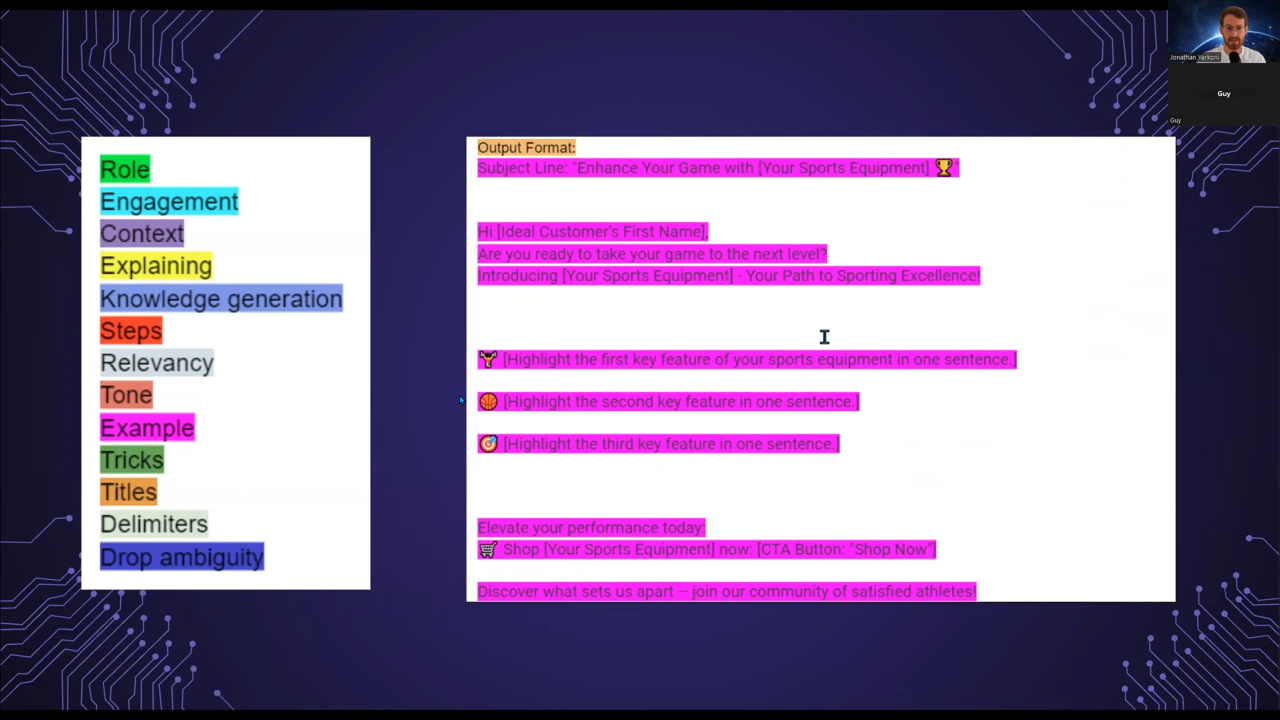 Jonathan Yarkoni
Guy
Guy
Role
Engagement
Context
Explaining
Knowledge generation
Steps
Relevancy
Tone
Example
Tricks
Titles
Delimiters
Drop ambiguity
Output Format:
Subject Line: "Enhance Your Game with [Your Sports Equipment] 🏆
Hi [Ideal Customer's First Name],
Are you ready to take your game to the next level?
Introducing [Your Sports Equipment] - Your Path to Sporting Excellence!
🏋 [Highlight the first key feature of your sports equipment in one sentence.]
🏀 [Highlight the second key feature in one sentence.]
🎯 [Highlight the third key feature in one sentence.]
Elevate your performance today:
🛒 Shop [Your Sports Equipment] now: [CTA Button: "Shop Now"]
Discover what sets us apart – join our community of satisfied athletes!